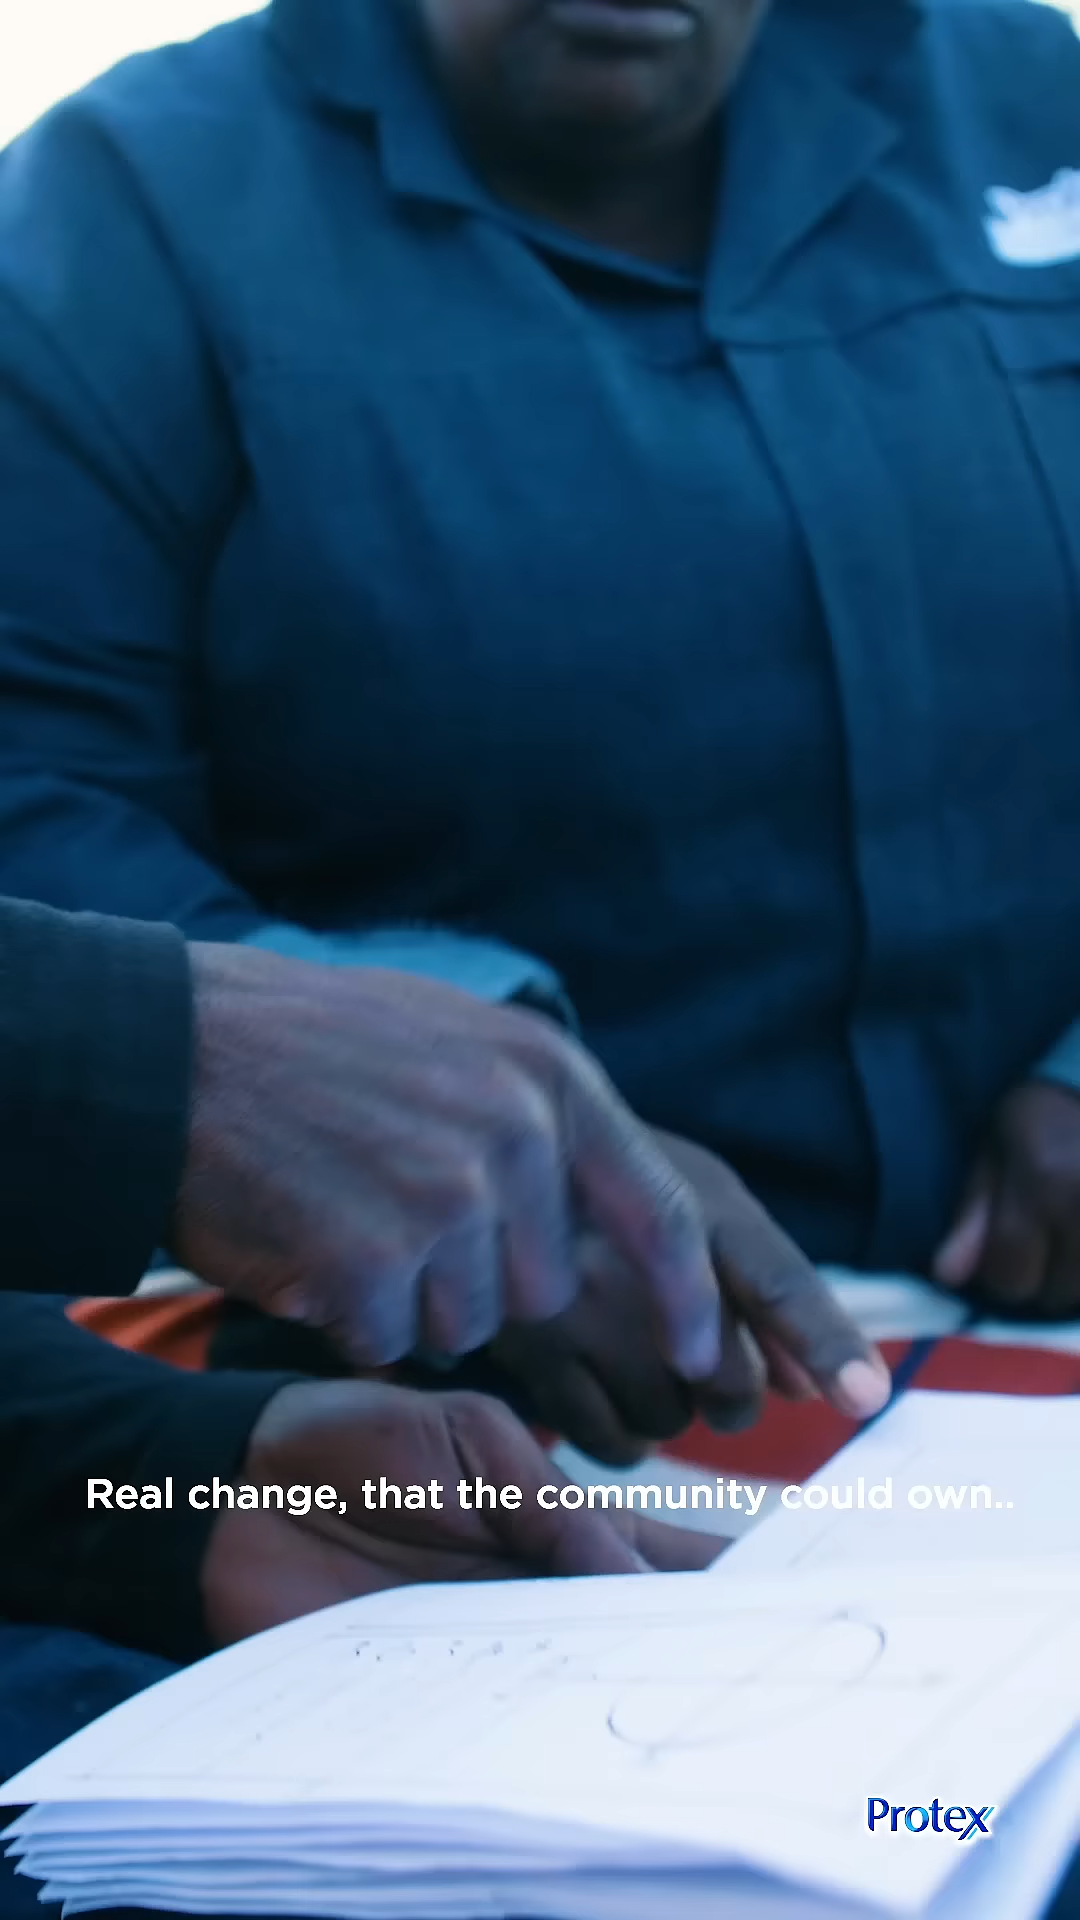 Real change, that the community could own..
Protex